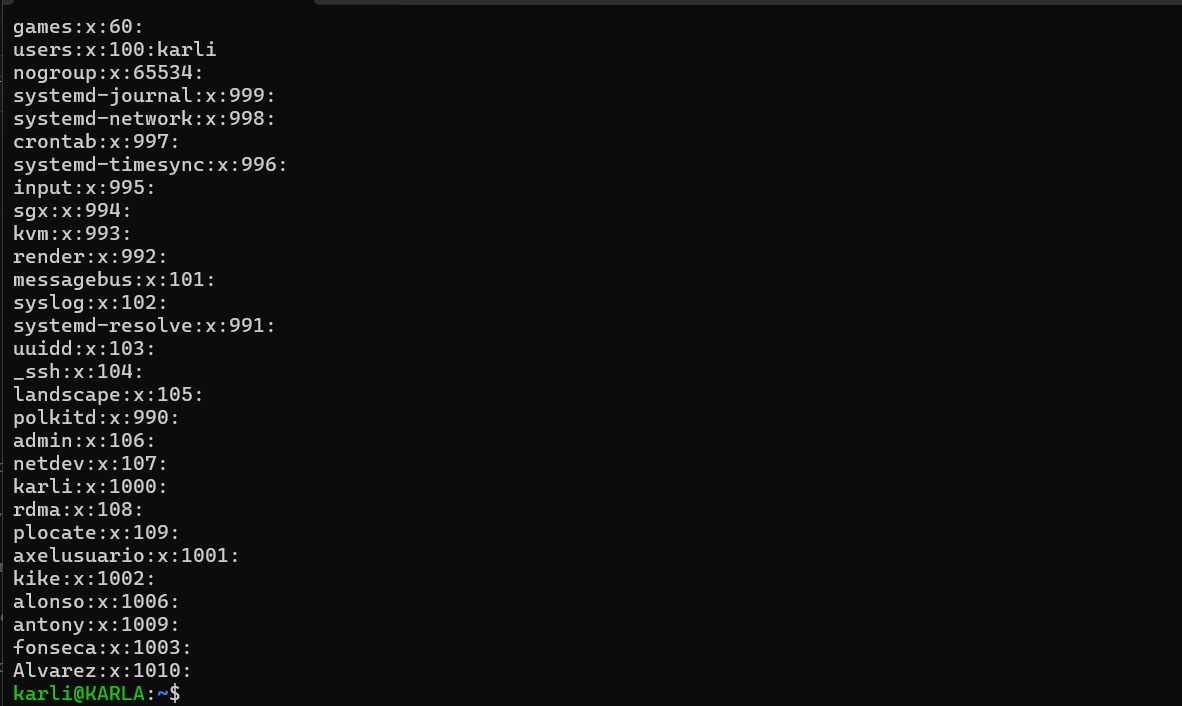 games:x:60:
users:x:100:karli
nogroup:x:65534:
systemd-journal:x:999:
systemd-network:x:998:
crontab:x:997:
systemd-timesync:x:996:
input:x:995:
sgx:x:994:
kvm:x:993:
render:x:992:
messagebus:x:101:
syslog:x:102:
systemd-resolve:x:991:
uuidd:x:103:
_ssh:x:104:
landscape:x:105:
polkitd:x:990:
admin:x:106:
netdev:x:107:
karli:x:1000:
rdma:x:108:
plocate:x:109:
axelusuario:x:1001:
kike:x:1002:
alonso:x:1006:
antony:x:1009:
fonseca:x:1003:
Alvarez:x:1010:
karli@KARLA:~$